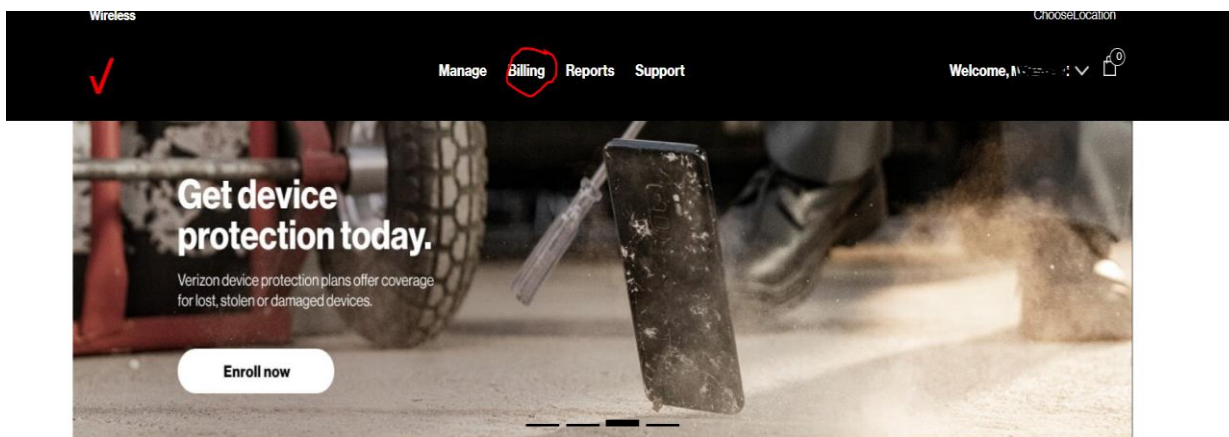 Wireless
ChooseLocation
Manage Billing Reports Support
Welcome,
0
Get device
protection today.
Verizon device protection plans offer coverage
for lost, stolen or damaged devices.
Enroll now